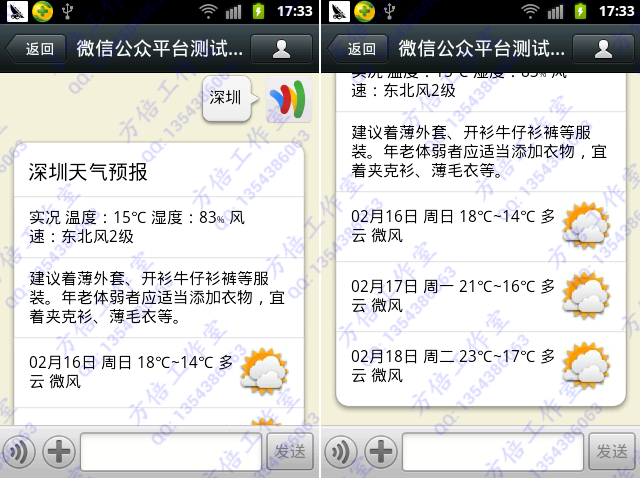 17:33
返回
微信公众平台测试...
深圳
深圳天气预报
实况 温度：15℃ 湿度：83% 风
速：东北风2级
建议着薄外套、开衫牛仔衫裤等服
装。年老体弱者应适当添加衣物，宜
着夹克衫、薄毛衣等。
02月16日 周日 18℃~14℃ 多
云 微风
发送
17:33
返回
微信公众平台测试...
实况 温度：15℃ 湿度：83% 风
速：东北风2级
建议着薄外套、开衫牛仔衫裤等服
装。年老体弱者应适当添加衣物，宜
着夹克衫、薄毛衣等。
02月16日 周日 18℃~14℃ 多
云 微风
02月17日 周一 21℃~16℃ 多
云 微风
02月18日 周二 23℃~17℃ 多
云 微风
发送
方倍工作室
QQ: 1354386063